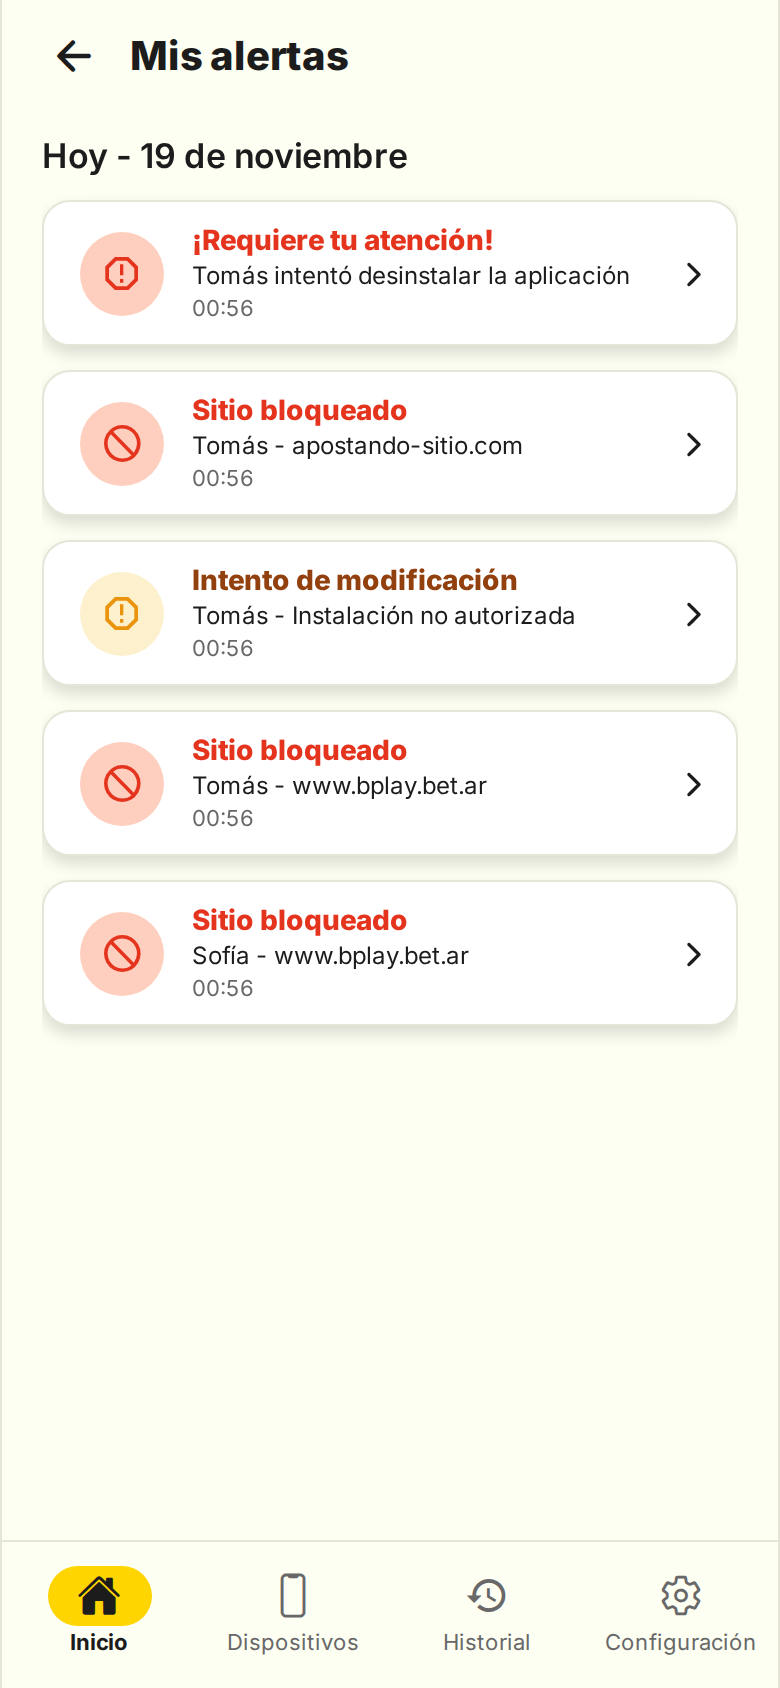 Mis alertas
Hoy - 19 de noviembre
¡Requiere tu atención!
Tomás intentó desinstalar la aplicación
00:56
Sitio bloqueado
Tomás - apostando-sitio.com
00:56
Intento de modificación
Tomás - Instalación no autorizada
00:56
Sitio bloqueado
Tomás - www.bplay.bet.ar
00:56
Sitio bloqueado
Sofía - www.bplay.bet.ar
00:56
Inicio
Dispositivos
Historial
Configuración